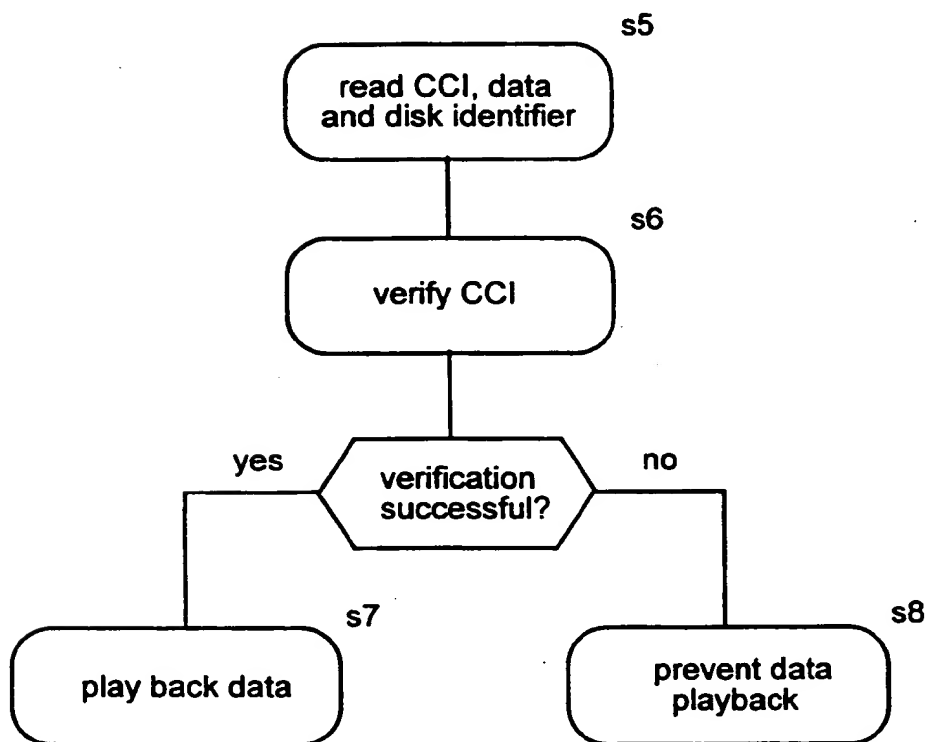 s5
read CCI, data
and disk identifier
s6
verify CCI
yes
verification
successful?
no
s7
play back data
s8
prevent data
playback